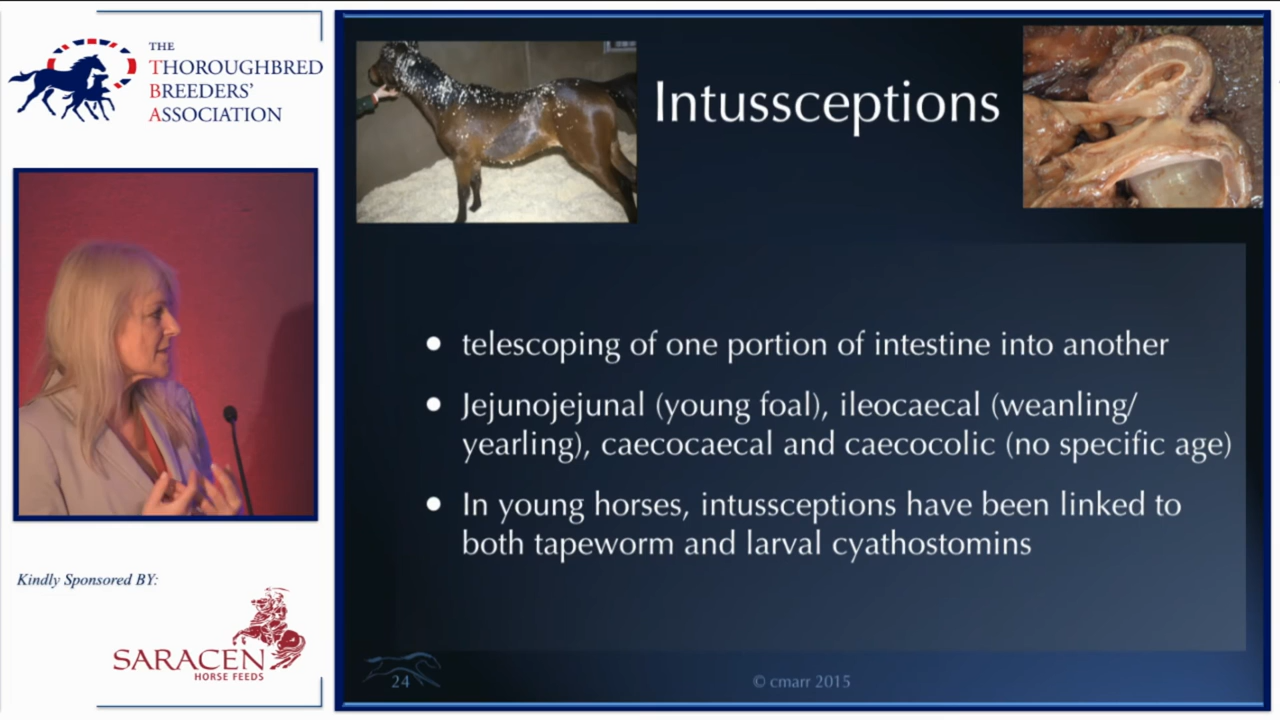 THE
THOROUGHBRED
BREEDERS'
ASSOCIATION
Kindly Sponsored BY:
SARACEN
HORSE FEEDS
Intussceptions
• telescoping of one portion of intestine into another
• Jejunojejunal (young foal), ileocaecal (weanling/
yearling), caecocaecal and caecocolic (no specific age)
• In young horses, intussceptions have been linked to
both tapeworm and larval cyathostomins
24
© cmarr 2015